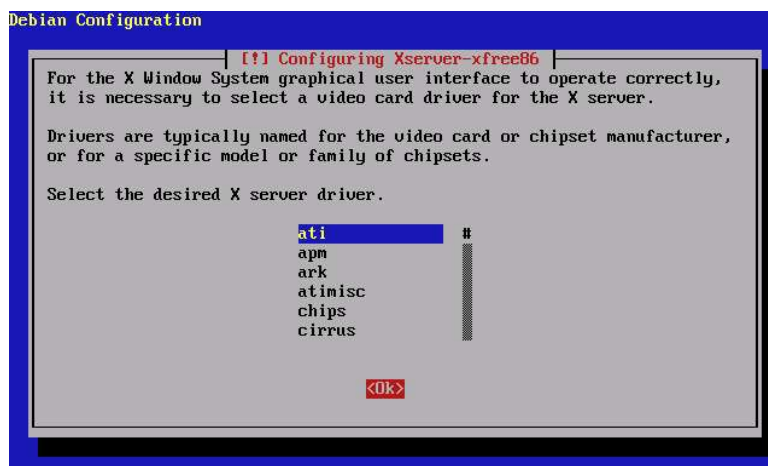 Debian Configuration
[!] Configuring Xserver-xfree86
For the X Window System graphical user interface to operate correctly,
it is necessary to select a video card driver for the X server.
Drivers are typically named for the video card or chipset manufacturer,
or for a specific model or family of chipsets.
Select the desired X server driver.
ati #
apm
ark
atimisc
chips
cirrus
<Ok>